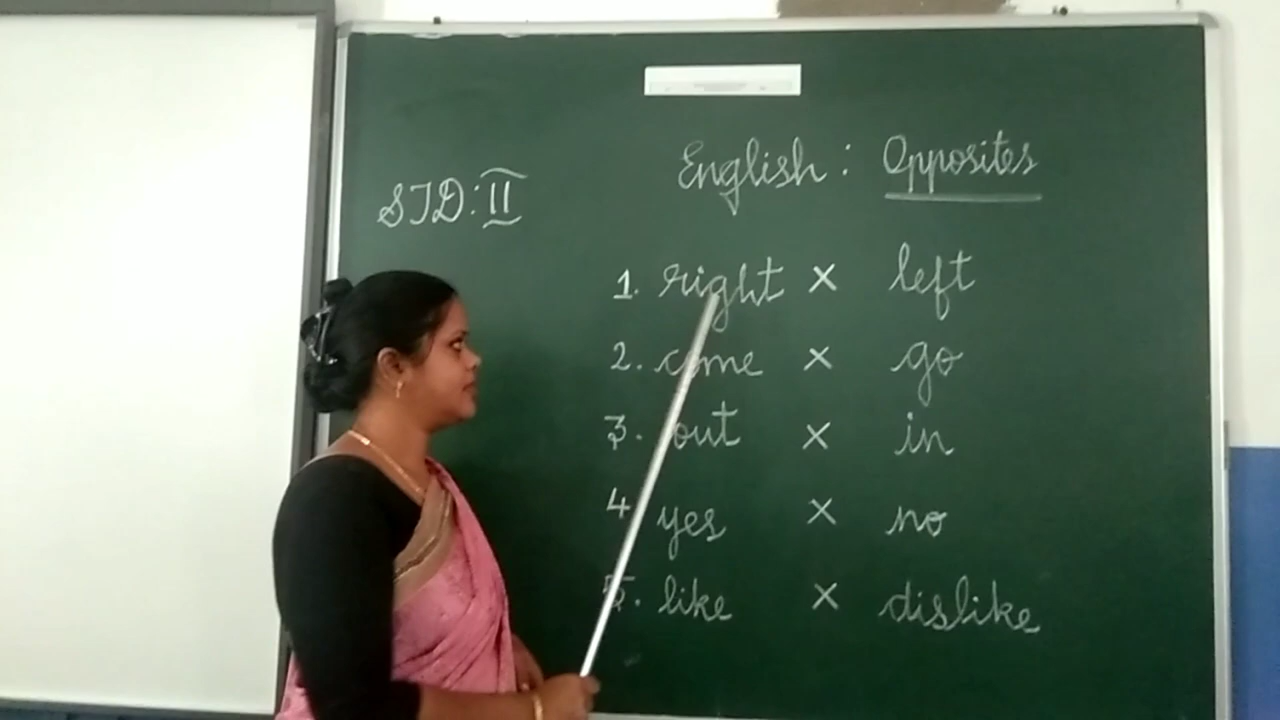 STD: II
English: Opposites
1. right × left
2. come × go
3. out × in
4 yes × no
5. like × dislike